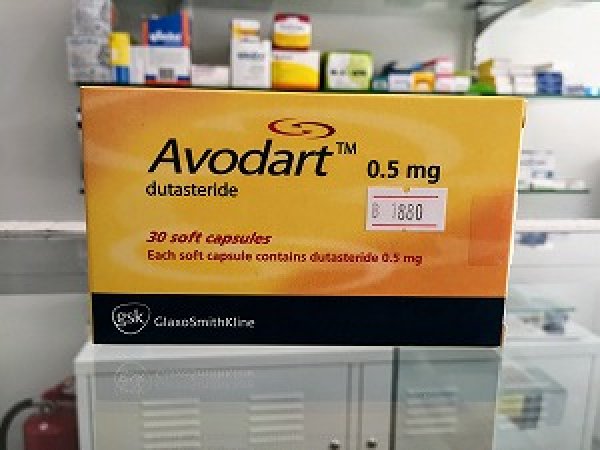 Avodart™ 0.5 mg
dutasteride
฿ 1880
30 soft capsules
Each soft capsule contains dutasteride 0.5 mg
gsk GlaxoSmithKline